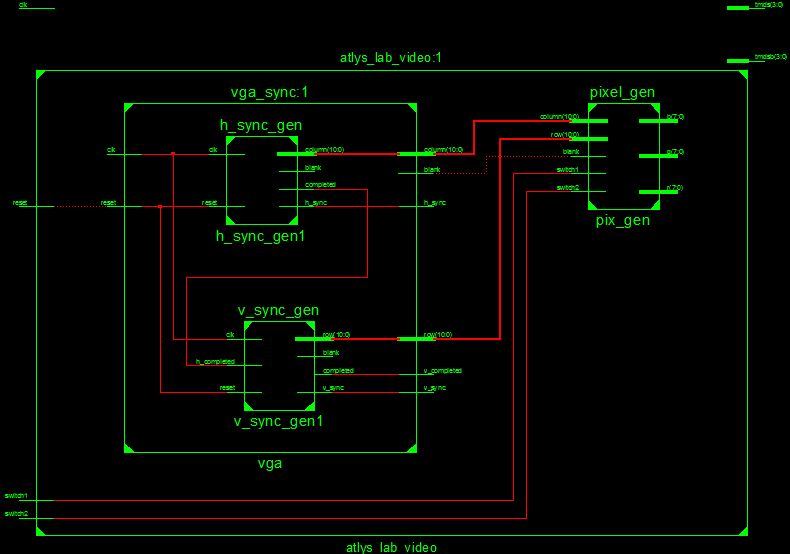 clk
tmds(3:0)
tmdsb(3:0)
atlys_lab_video:1
vga_sync:1
pixel_gen
h_sync_gen
column(10:0)
b(7:0)
row(10:0)
clk
clk
column(10:0)
column(10:0)
blank
g(7:0)
blank
blank
switch1
completed
switch2
r(7:0)
reset
reset
reset
h_sync
h_sync
pix_gen
h_sync_gen1
v_sync_gen
clk
row(10:0)
row(10:0)
blank
h_completed
completed
v_completed
reset
v_sync
v_sync
v_sync_gen1
vga
switch1
switch2
atlys_lab_video